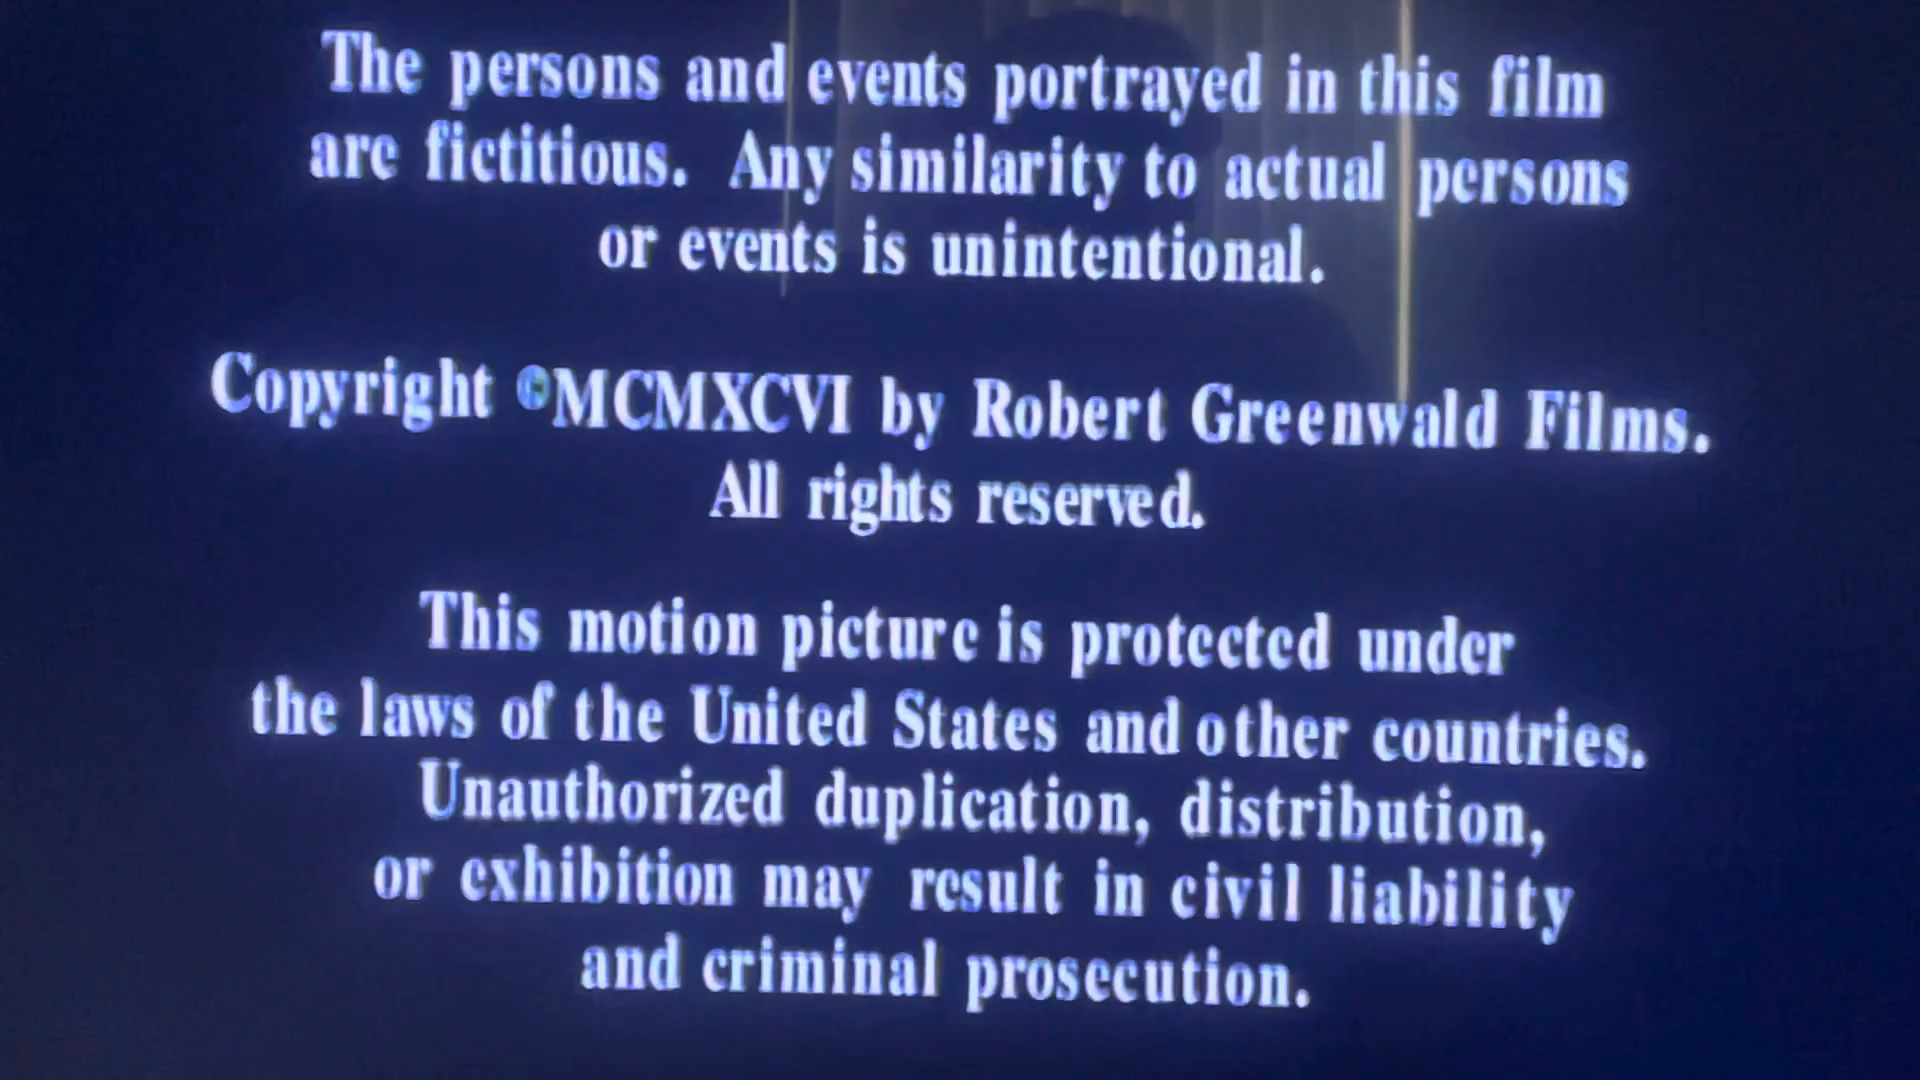 The persons and events portrayed in this film
are fictitious. Any similarity to actual persons
or events is unintentional.
Copyright ©MCMXCVI by Robert Greenwald Films.
All rights reserved.
This motion picture is protected under
the laws of the United States and other countries.
Unauthorized duplication, distribution,
or exhibition may result in civil liability
and criminal prosecution.